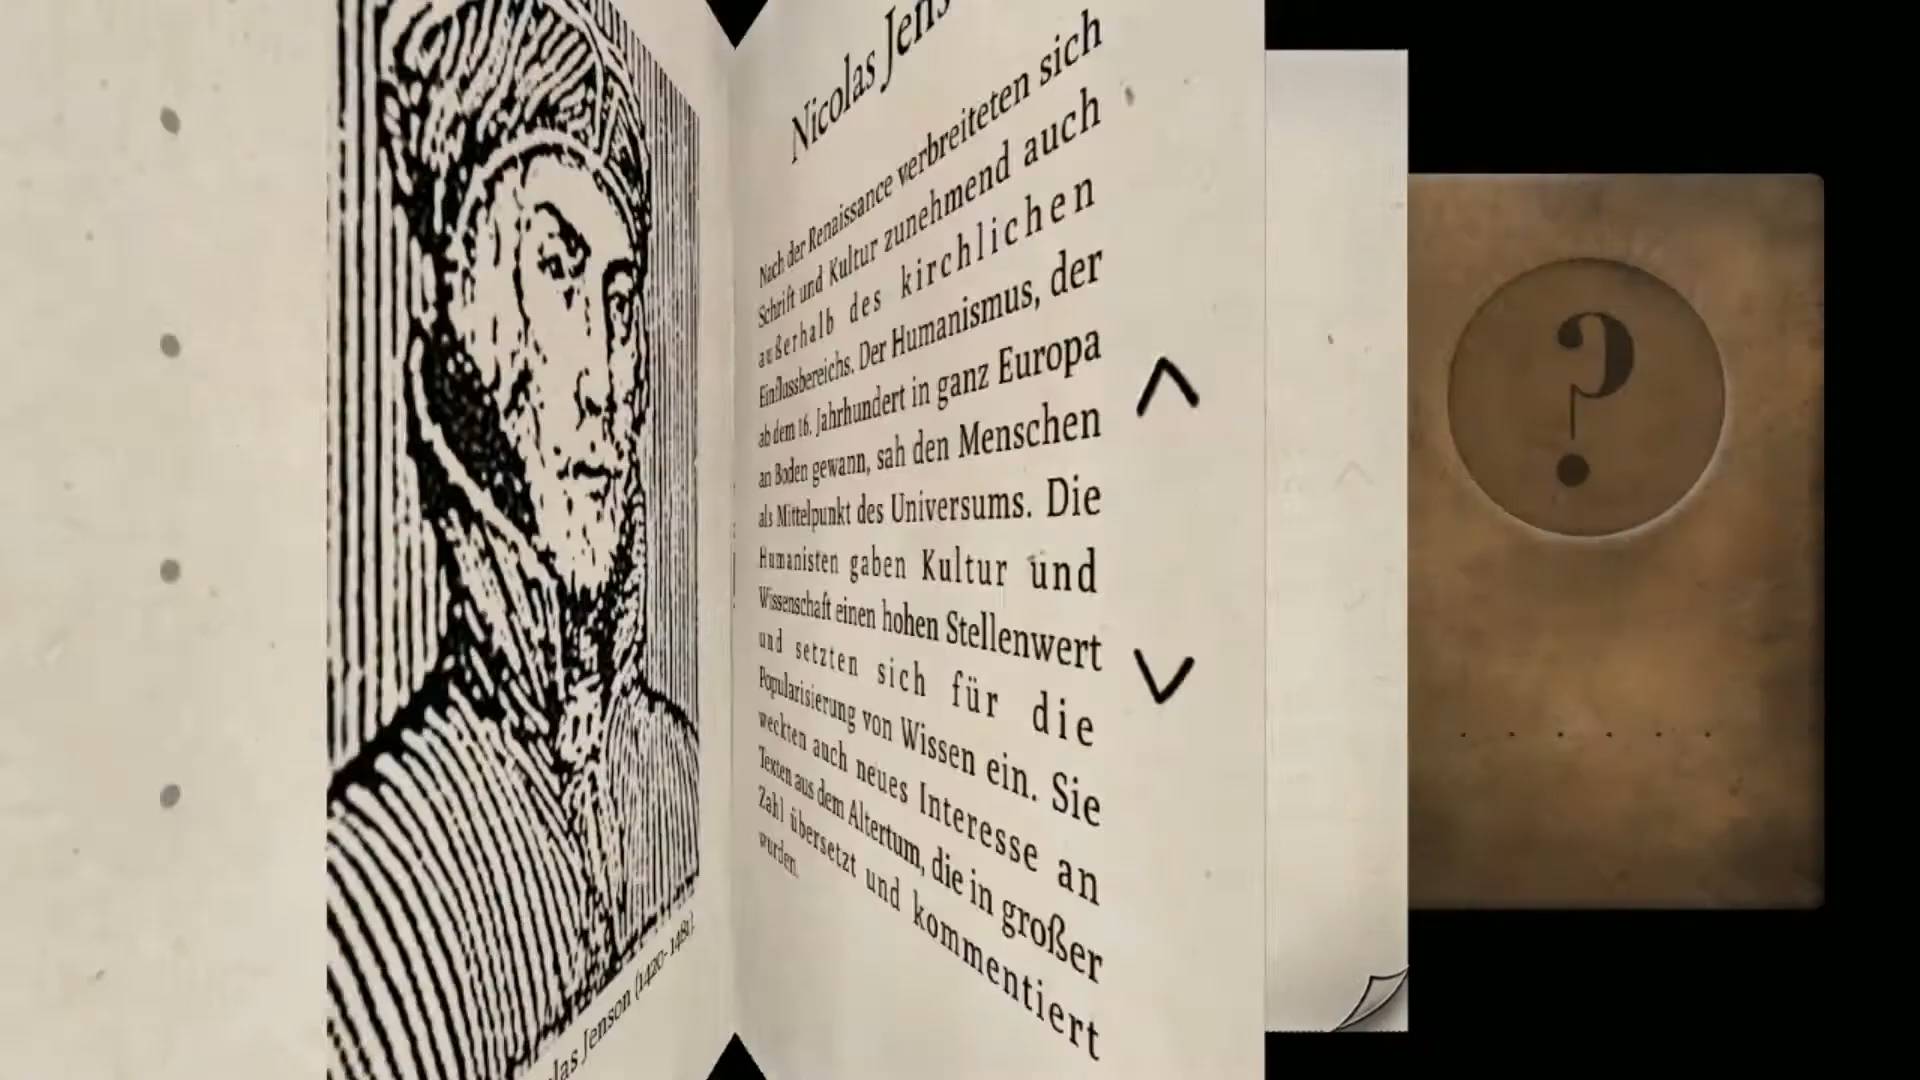 las Jenson (1420-1481).
Nicolas Jens
Nach der Renaissance verbreiteten sich
Schrift und Kultur zunehmend auch
außerhalb des kirchlichen
Einflussbereichs. Der Humanismus, der
ab dem 16. Jahrhundert in ganz Europa
an Boden gewann, sah den Menschen
als Mittelpunkt des Universums. Die
Humanisten gaben Kultur und
Wissenschaft einen hohen Stellenwert
und setzten sich für die
Popularisierung von Wissen ein. Sie
weckten auch neues Interesse an
Texten aus dem Altertum, die in großer
Zahl übersetzt und kommentiert
wurden.
?